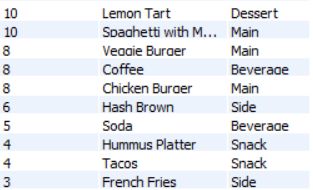 10 Lemon Tart Dessert
10 Spaghetti with M... Main
8 Veggie Burger Main
8 Coffee Beverage
8 Chicken Burger Main
6 Hash Brown Side
5 Soda Beverage
4 Hummus Platter Snack
4 Tacos Snack
3 French Fries Side